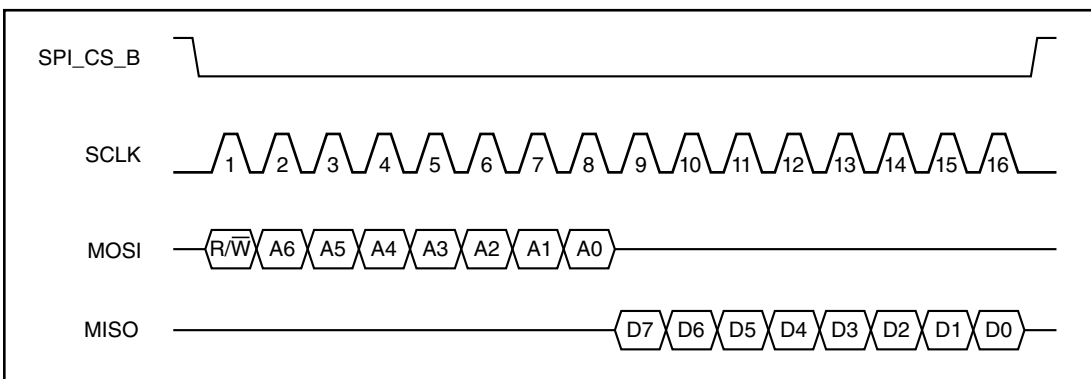 SPI_CS_B
SCLK 1 2 3 4 5 6 7 8 9 10 11 12 13 14 15 16
MOSI R/W̅ A6 A5 A4 A3 A2 A1 A0
MISO D7 D6 D5 D4 D3 D2 D1 D0